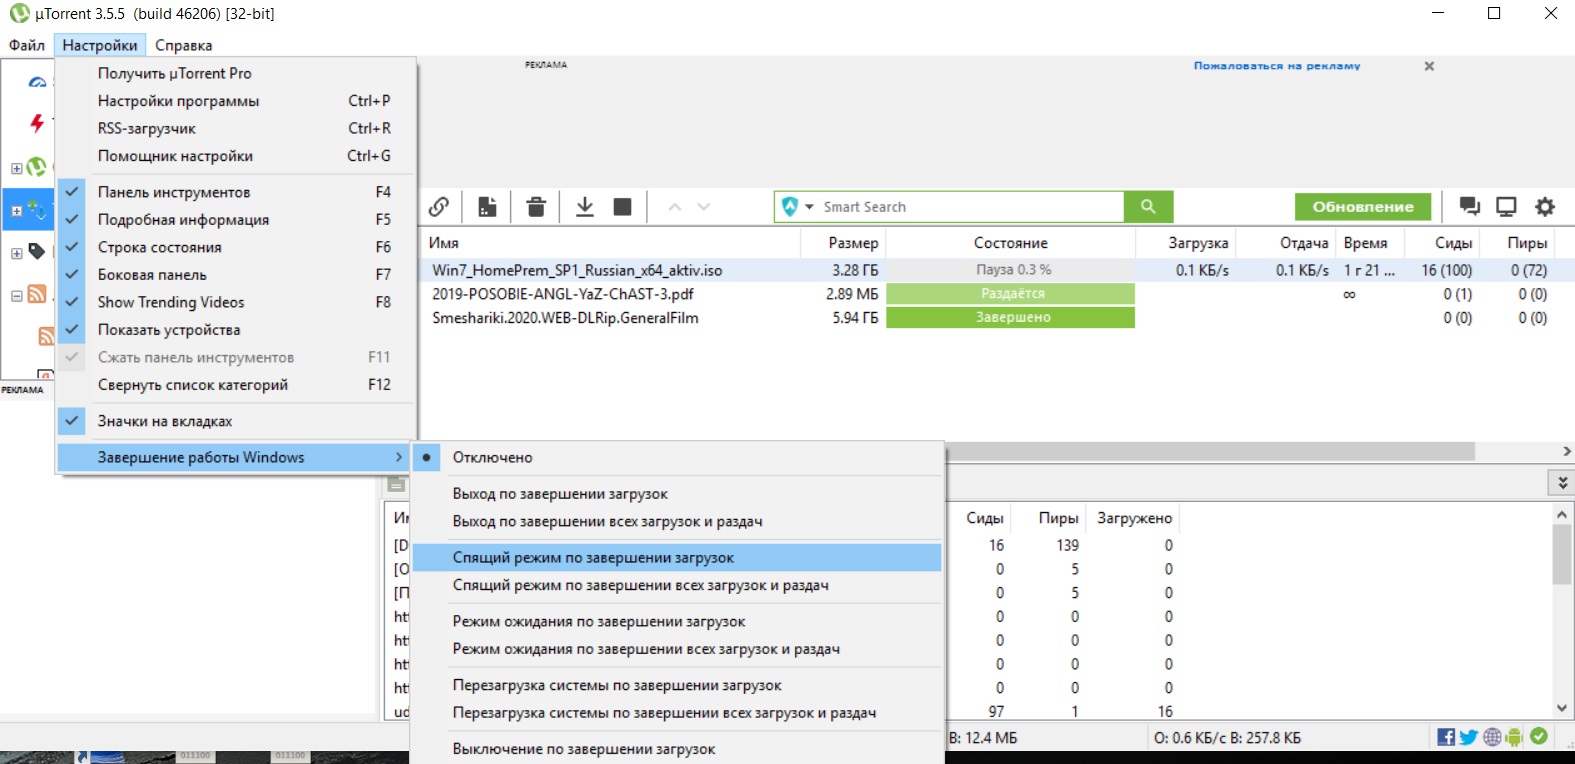 µTorrent 3.5.5 (build 46206) [32-bit]
Файл Настройки Справка
Получить µTorrent Pro
Настройки программы Ctrl+P
RSS-загрузчик Ctrl+R
Помощник настройки Ctrl+G
Панель инструментов F4
Подробная информация F5
Строка состояния F6
Боковая панель F7
Show Trending Videos F8
Показать устройства
Сжать панель инструментов F11
Свернуть список категорий F12
Значки на вкладках
Завершение работы Windows
РЕКЛАМА
РЕКЛАМА Пожаловаться на рекламу
Smart Search Обновление
Имя Размер Состояние Загрузка Отдача Время Сиды Пиры
Win7_HomePrem_SP1_Russian_x64_aktiv.iso 3.28 ГБ Пауза 0.3 % 0.1 КБ/s 0.1 КБ/s 1 г 21 ... 16 (100) 0 (72)
2019-POSOBIE-ANGL-YaZ-ChAST-3.pdf 2.89 МБ Раздаётся ∞ 0 (1) 0 (0)
Smeshariki.2020.WEB-DLRip.GeneralFilm 5.94 ГБ Завершено 0 (0) 0 (0)
Отключено
Выход по завершении загрузок
Выход по завершении всех загрузок и раздач
Спящий режим по завершении загрузок
Спящий режим по завершении всех загрузок и раздач
Режим ожидания по завершении загрузок
Режим ожидания по завершении всех загрузок и раздач
Перезагрузка системы по завершении загрузок
Перезагрузка системы по завершении всех загрузок и раздач
Выключение по завершении загрузок
Сиды Пиры Загружено
[D 16 139 0
[О 0 5 0
[П 0 5 0
htt 0 0 0
htt 0 0 0
htt 0 0 0
htt 0 0 0
ud 97 1 16
В: 12.4 МБ О: 0.6 КБ/с В: 257.8 КБ
011100 011100